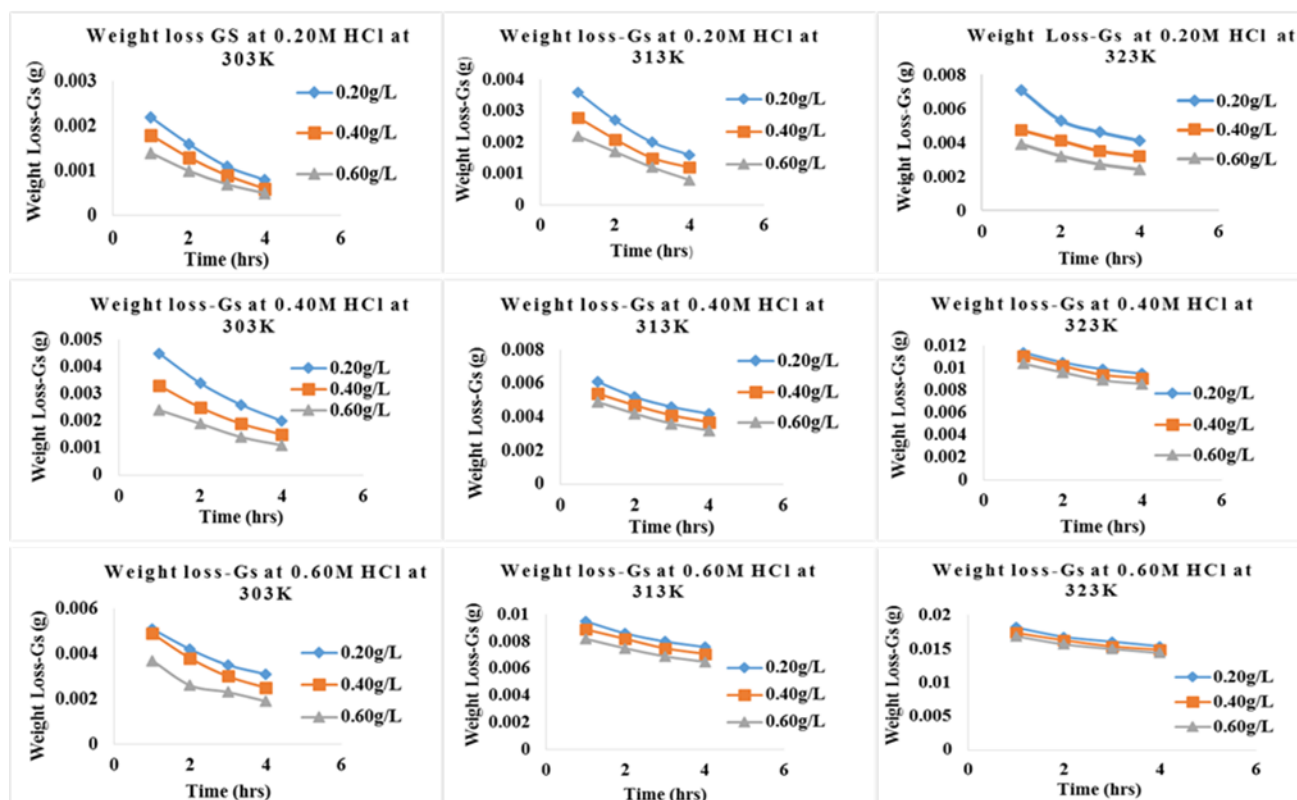 Weight loss GS at 0.20M HCl at
303K
Weight Loss-Gs (g)
0.003
0.002
0.001
0
0
2
4
6
Time (hrs)
0.20g/L
0.40g/L
0.60g/L
Weight loss-Gs at 0.20M HCl at
313K
Weight Loss-Gs (g)
0.004
0.003
0.002
0.001
0
0
2
4
6
Time (hrs)
0.20g/L
0.40g/L
0.60g/L
Weight Loss-Gs at 0.20M HCl at
323K
Weight Loss-Gs (g)
0.008
0.006
0.004
0.002
0
0
2
4
6
Time (hrs)
0.20g/L
0.40g/L
0.60g/L
Weight loss-Gs at 0.40M HCl at
303K
Weight Loss-Gs (g)
0.005
0.004
0.003
0.002
0.001
0
0
2
4
6
Time (hrs)
0.20g/L
0.40g/L
0.60g/L
Weight loss-Gs at 0.40M HCl at
313K
Weight Loss-Gs (g)
0.008
0.006
0.004
0.002
0
0
2
4
6
Time (hrs)
0.20g/L
0.40g/L
0.60g/L
Weight loss-Gs at 0.40M HCl at
323K
Weight Loss-Gs (g)
0.012
0.01
0.008
0.006
0.004
0.002
0
0
2
4
6
Time (hrs)
0.20g/L
0.40g/L
0.60g/L
Weight loss-Gs at 0.60M HCl at
303K
Weight Loss-Gs (g)
0.006
0.004
0.002
0
0
2
4
6
Time (hrs)
0.20g/L
0.40g/L
0.60g/L
Weight loss-Gs at 0.60M HCl at
313K
Weight Loss-Gs (g)
0.01
0.008
0.006
0.004
0.002
0
0
2
4
6
Time (hrs)
0.20g/L
0.40g/L
0.60g/L
Weight loss-Gs at 0.60M HCl at
323K
Weight Loss-Gs (g)
0.02
0.015
0.01
0.005
0
0
2
4
6
Time (hrs)
0.20g/L
0.40g/L
0.60g/L